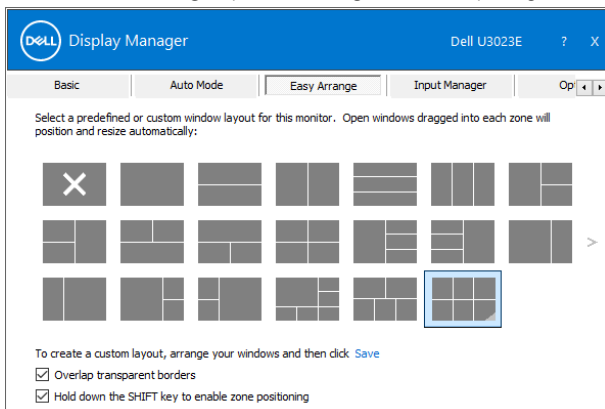 DELL Display Manager Dell U3023E ? X
Basic Auto Mode Easy Arrange Input Manager
Select a predefined or custom window layout for this monitor. Open windows dragged into each zone will
position and resize automatically:
To create a custom layout, arrange your windows and then click Save
Overlap transparent borders
Hold down the SHIFT key to enable zone positioning